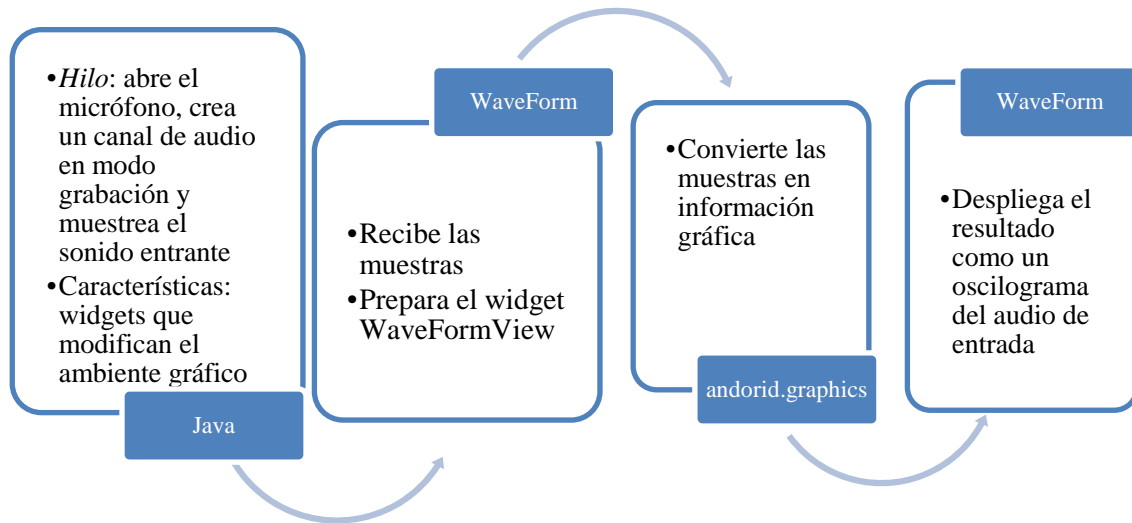 •Hilo: abre el
micrófono, crea
un canal de audio
en modo
grabación y
muestrea el
sonido entrante
•Características:
widgets que
modifican el
ambiente gráfico
Java
WaveForm
•Recibe las
muestras
•Prepara el widget
WaveFormView
•Convierte las
muestras en
información
gráfica
andorid.graphics
WaveForm
•Despliega el
resultado
como un
oscilograma
del audio de
entrada